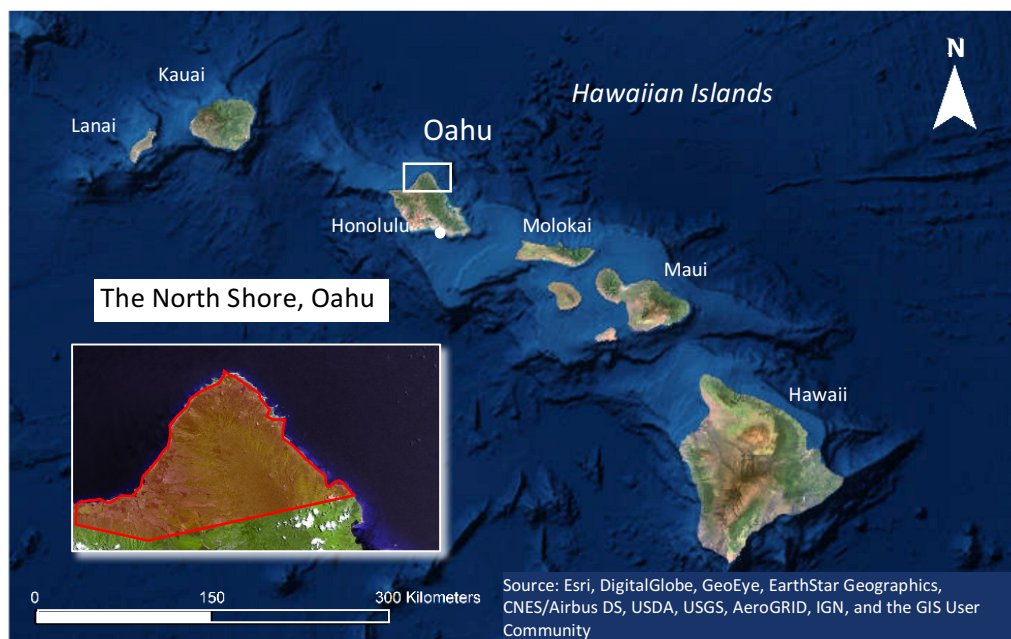 Kauai
N
Hawaiian Islands
Lanai
Oahu
Honolulu
Molokai
Maui
The North Shore, Oahu
Hawaii
0 150 300 Kilometers
Source: Esri, DigitalGlobe, GeoEye, EarthStar Geographics,
CNES/Airbus DS, USDA, USGS, AeroGRID, IGN, and the GIS User
Community